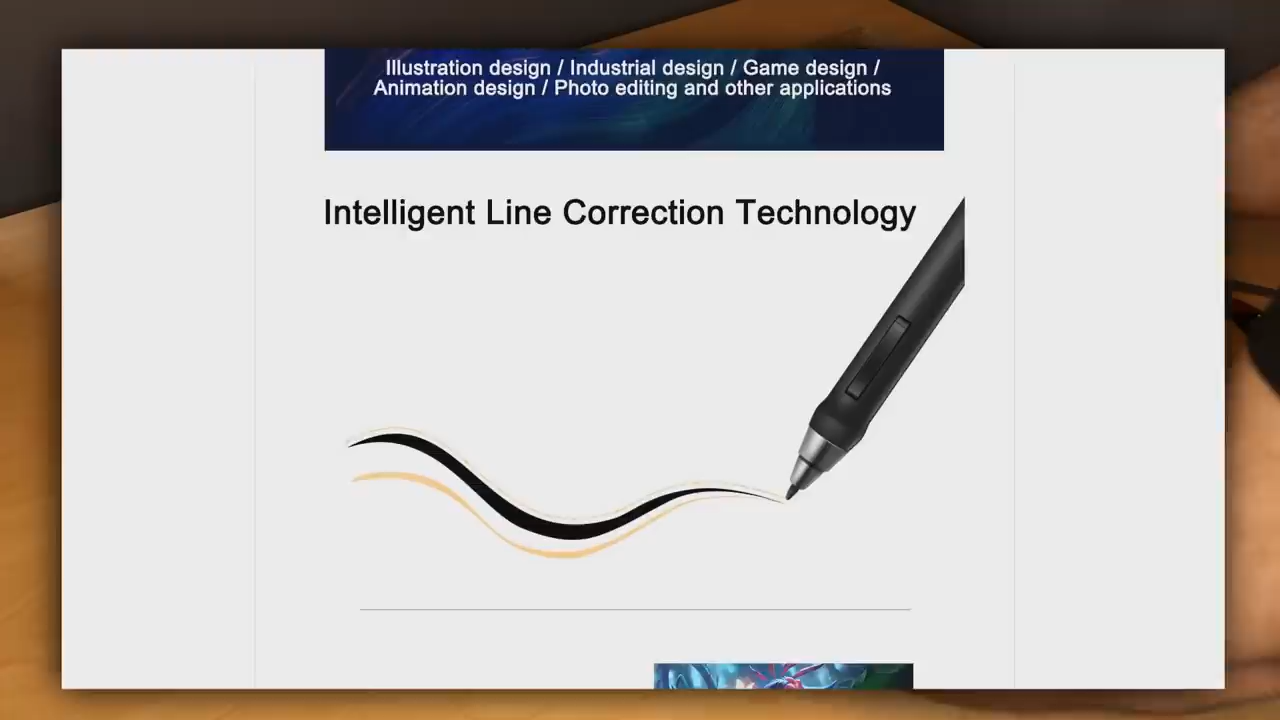 Illustration design / Industrial design / Game design /
Animation design / Photo editing and other applications
Intelligent Line Correction Technology